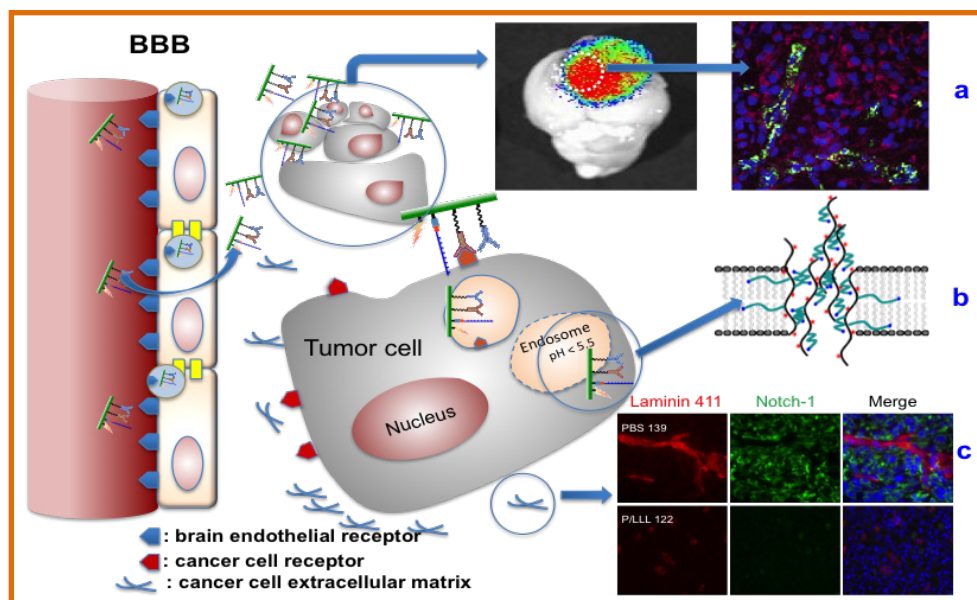 BBB
a
Tumor cell
Endosome
pH < 5.5
Nucleus
b
Laminin 411 Notch-1 Merge
PBS 139
c
P/LLL 122
: brain endothelial receptor
: cancer cell receptor
: cancer cell extracellular matrix